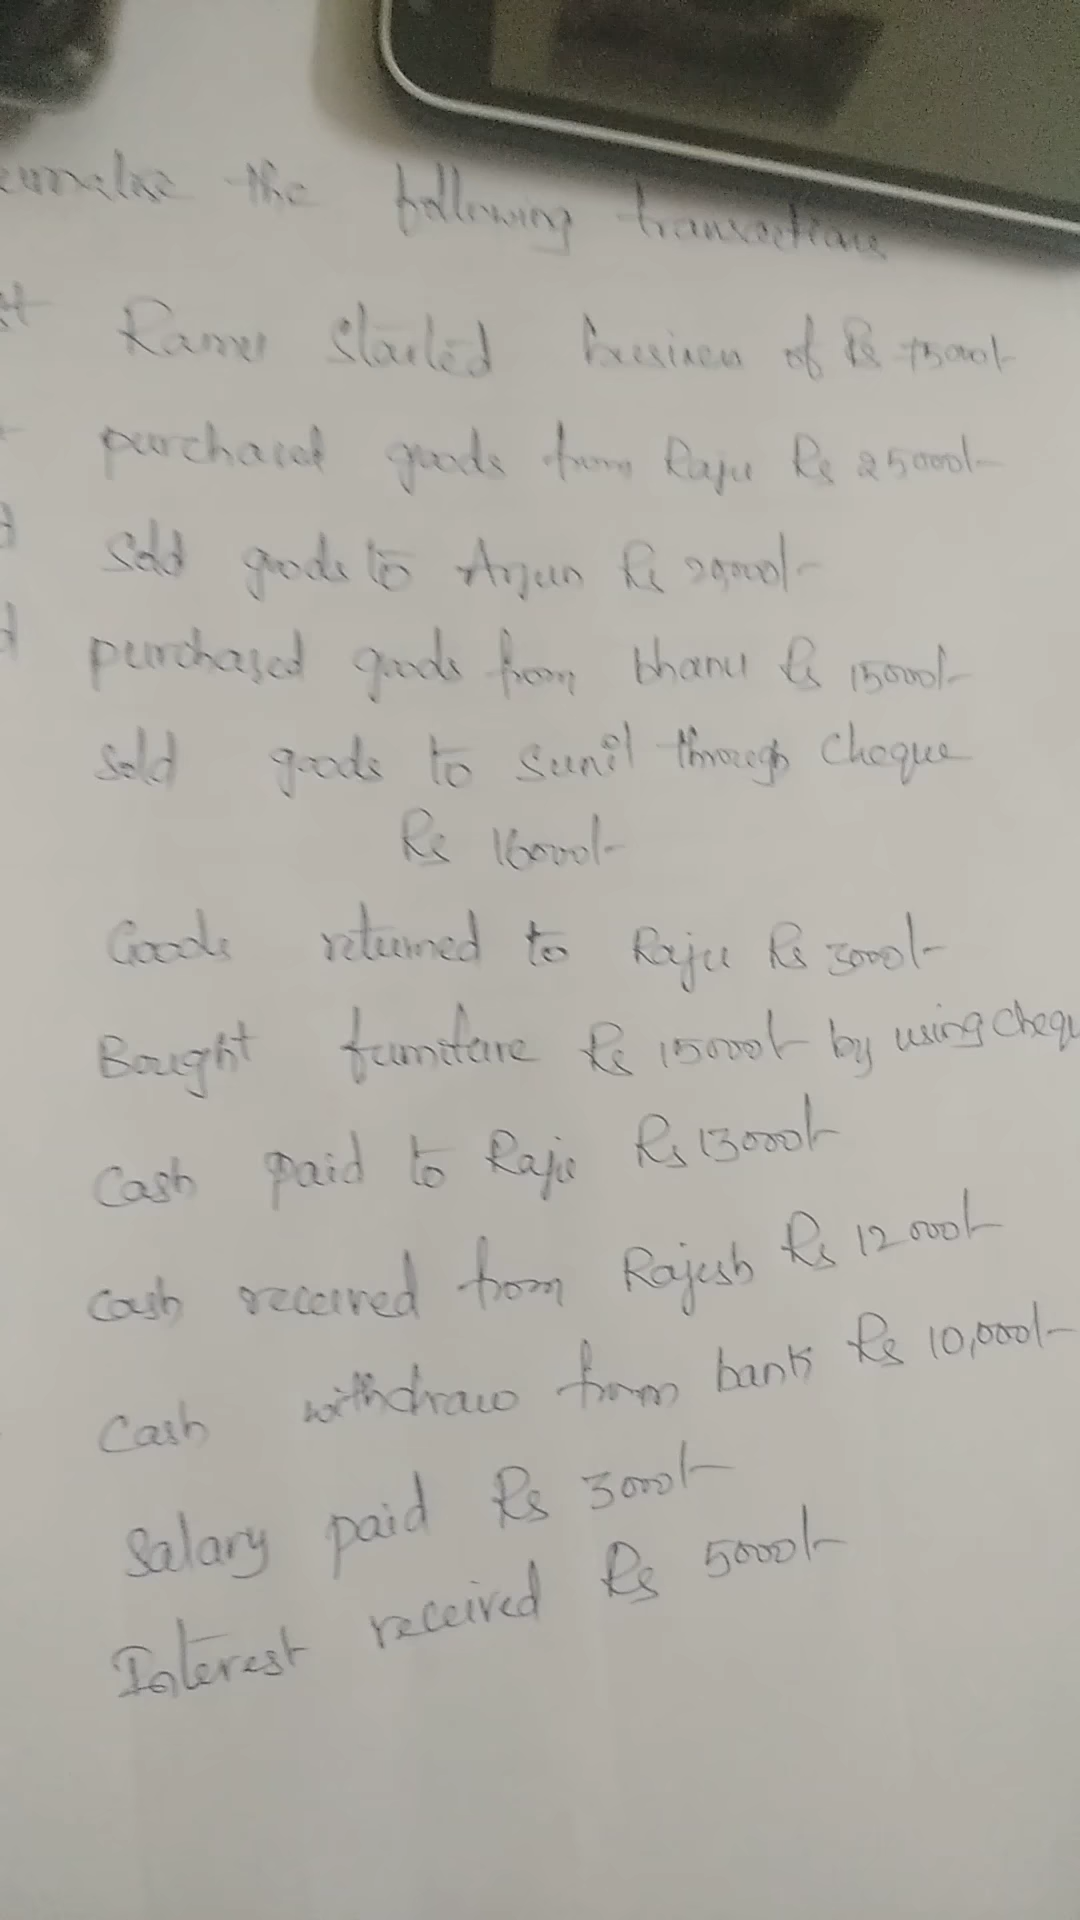 the following transactions
Ramu Started business of Rs 75000/-
purchased goods from Raju Rs 25000/-
Sold goods to Arjun Rs 20,000/-
purchased goods from bhanu Rs 15000/-
Sold goods to Sunil through Cheque
Rs 16000/-
Goods returned to Raju Rs 3000/-
Bought furniture Rs 15000/- by using Chequ
Cash paid to Raju Rs 13000/-
Cash received from Rajesh Rs 12000/-
Cash withdraw from bank Rs 10,000/-
Salary paid Rs 3000/-
Interest received Rs 5000/-